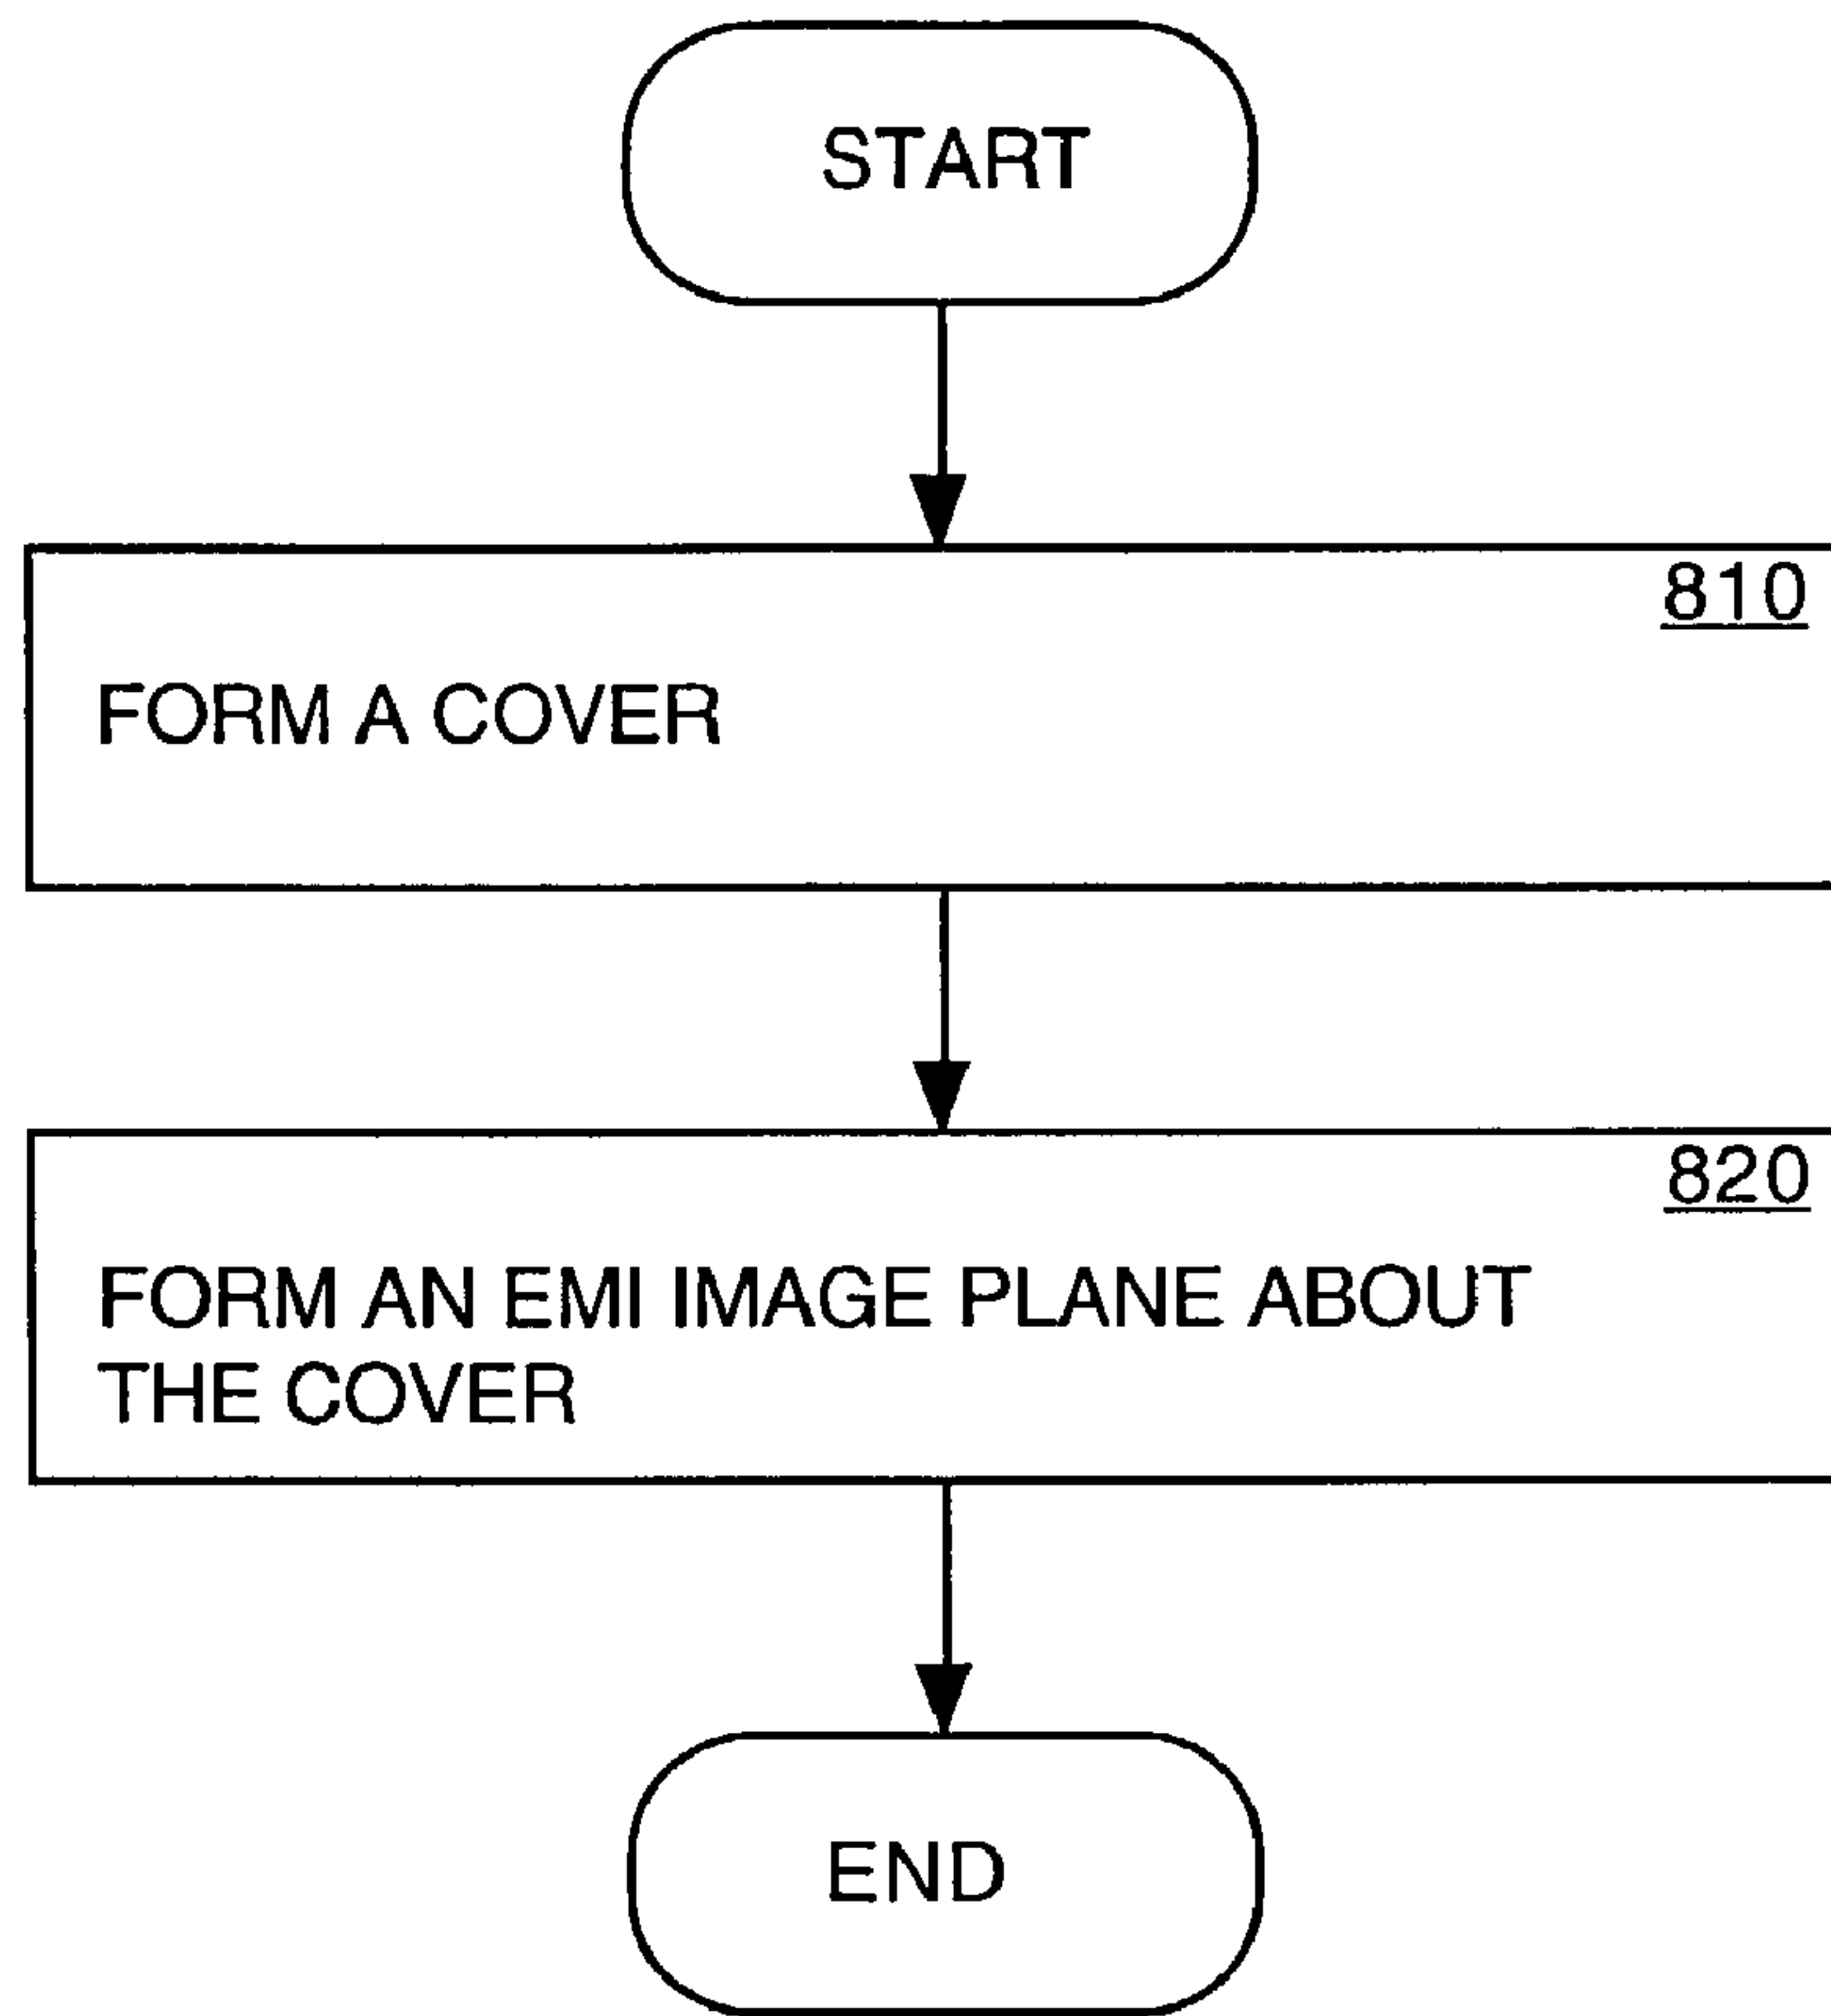 START
810
FORM A COVER
820
FORM AN EMI IMAGE PLANE ABOUT
THE COVER
END